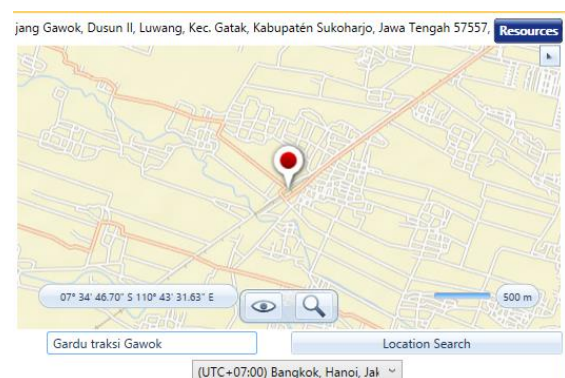 jang Gawok, Dusun II, Luwang, Kec. Gatak, Kabupatén Sukoharjo, Jawa Tengah 57557, Resources
07° 34' 46.70" S 110° 43' 31.63" E
500 m
Gardu traksi Gawok
Location Search
(UTC+07:00) Bangkok, Hanoi, Jak